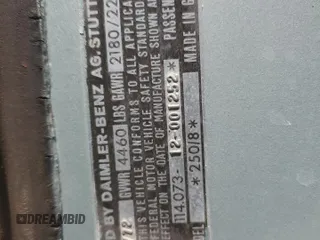 D BY DAIMLER-BENZ AG. STUTT
GVWR 4460 LBS GAWR 2180//22
THIS VEHICLE CONFORMS TO ALL APPLICA
FEDERAL MOTOR VEHICLE SAFETY STANDAR
EFFECT ON THE DATE OF MANUFACTURE SHOWN AB
114.073- 12-001252* PASSEN
* 250/8 * MADE IN G
DREAMBID